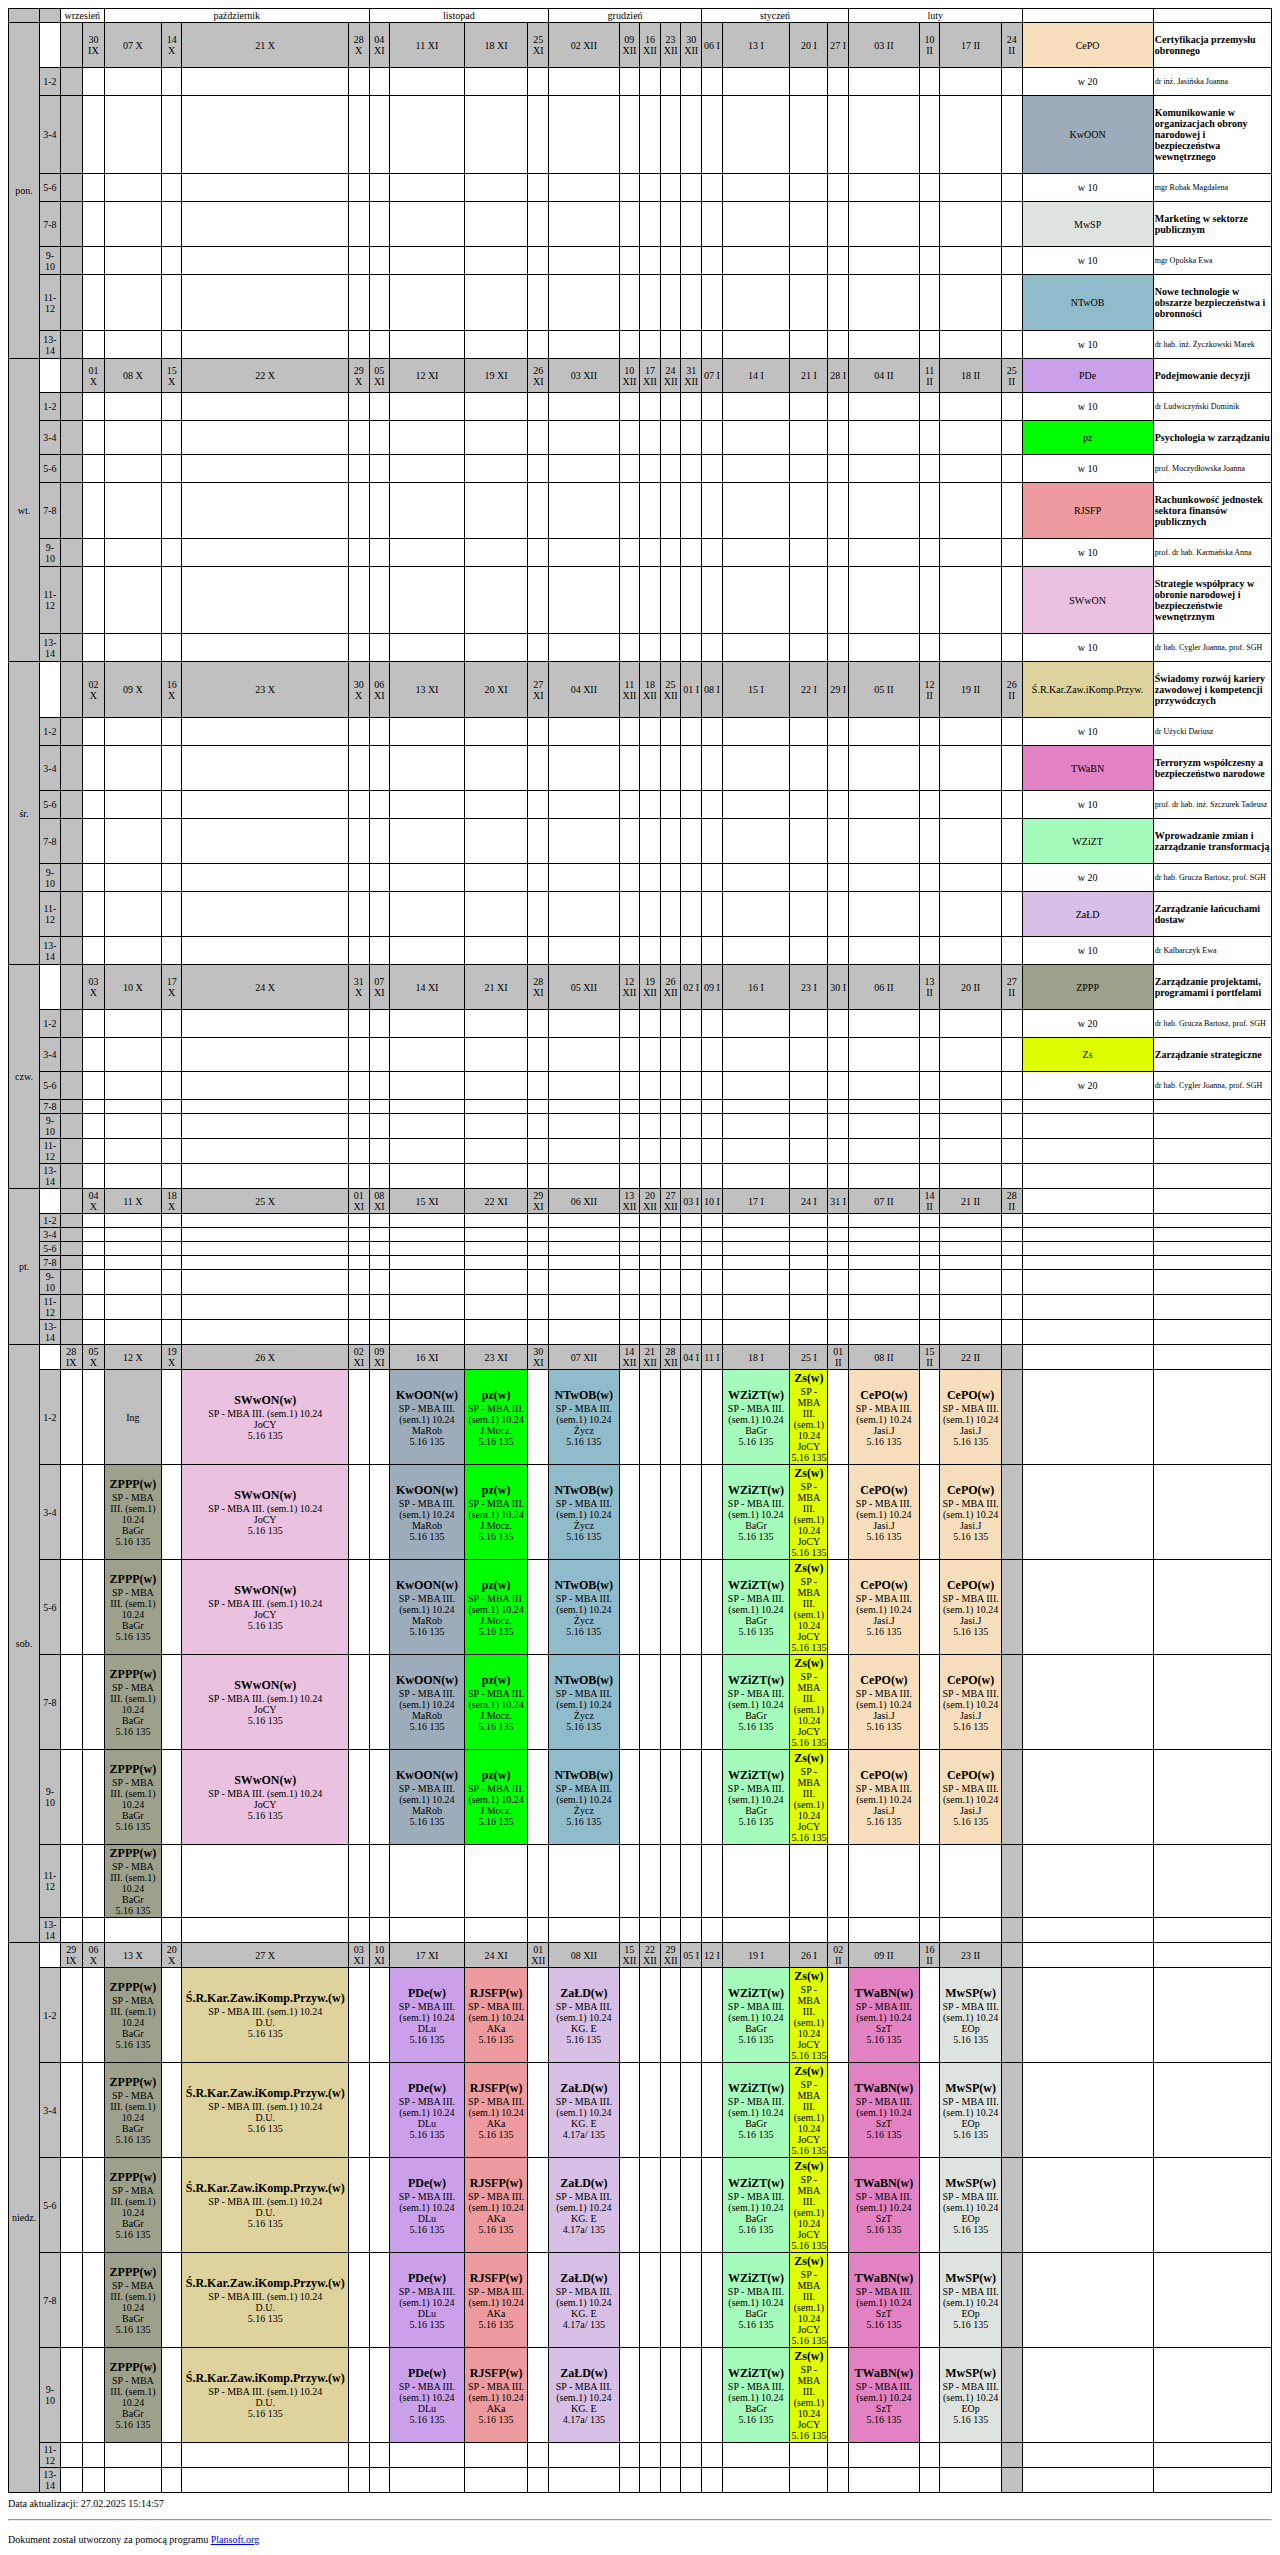 wrzesień październik listopad grudzień styczeń luty
pon. 30 IX 07 X 14 X 21 X 28 X 04 XI 11 XI 18 XI 25 XI 02 XII 09 XII 16 XII 23 XII 30 XII 06 I 13 I 20 I 27 I 03 II 10 II 17 II 24 II CePO Certyfikacja przemysłu obronnego
1-2 w 20 dr inż. Jasińska Joanna
3-4 KwOON Komunikowanie w organizacjach obrony narodowej i bezpieczeństwa wewnętrznego
5-6 w 10 mgr Robak Magdalena
7-8 MwSP Marketing w sektorze publicznym
9-10 w 10 mgr Opolska Ewa
11-12 NTwOB Nowe technologie w obszarze bezpieczeństwa i obronności
13-14 w 10 dr hab. inż. Życzkowski Marek
wt. 01 X 08 X 15 X 22 X 29 X 05 XI 12 XI 19 XI 26 XI 03 XII 10 XII 17 XII 24 XII 31 XII 07 I 14 I 21 I 28 I 04 II 11 II 18 II 25 II PDe Podejmowanie decyzji
1-2 w 10 dr Ludwiczyński Dominik
3-4 pz Psychologia w zarządzaniu
5-6 w 10 prof. Moczydłowska Joanna
7-8 RJSFP Rachunkowość jednostek sektora finansów publicznych
9-10 w 10 prof. dr hab. Karmańska Anna
11-12 SWwON Strategie współpracy w obronie narodowej i bezpieczeństwie wewnętrznym
13-14 w 10 dr hab. Cygler Joanna, prof. SGH
śr. 02 X 09 X 16 X 23 X 30 X 06 XI 13 XI 20 XI 27 XI 04 XII 11 XII 18 XII 25 XII 01 I 08 I 15 I 22 I 29 I 05 II 12 II 19 II 26 II Ś.R.Kar.Zaw.iKomp.Przyw. Świadomy rozwój kariery zawodowej i kompetencji przywódczych
1-2 w 10 dr Użycki Dariusz
3-4 TWaBN Terroryzm współczesny a bezpieczeństwo narodowe
5-6 w 10 prof. dr hab. inż. Szczurek Tadeusz
7-8 WZiZT Wprowadzanie zmian i zarządzanie transformacją
9-10 w 20 dr hab. Grucza Bartosz, prof. SGH
11-12 ZaŁD Zarządzanie łańcuchami dostaw
13-14 w 10 dr Kalbarczyk Ewa
czw. 03 X 10 X 17 X 24 X 31 X 07 XI 14 XI 21 XI 28 XI 05 XII 12 XII 19 XII 26 XII 02 I 09 I 16 I 23 I 30 I 06 II 13 II 20 II 27 II ZPPP Zarządzanie projektami, programami i portfelami
1-2 w 20 dr hab. Grucza Bartosz, prof. SGH
3-4 Zs Zarządzanie strategiczne
5-6 w 20 dr hab. Cygler Joanna, prof. SGH
7-8
9-10
11-12
13-14
pt. 04 X 11 X 18 X 25 X 01 XI 08 XI 15 XI 22 XI 29 XI 06 XII 13 XII 20 XII 27 XII 03 I 10 I 17 I 24 I 31 I 07 II 14 II 21 II 28 II
1-2
3-4
5-6
7-8
9-10
11-12
13-14
sob. 28 IX 05 X 12 X 19 X 26 X 02 XI 09 XI 16 XI 23 XI 30 XI 07 XII 14 XII 21 XII 28 XII 04 I 11 I 18 I 25 I 01 II 08 II 15 II 22 II
1-2 Ing SWwON(w) SP - MBA III. (sem.1) 10.24 JoCY 5.16 135 KwOON(w) SP - MBA III. (sem.1) 10.24 MaRob 5.16 135 pz(w) SP - MBA III. (sem.1) 10.24 J.Mocz. 5.16 135 NTwOB(w) SP - MBA III. (sem.1) 10.24 Życz 5.16 135 WZiZT(w) SP - MBA III. (sem.1) 10.24 BaGr 5.16 135 Zs(w) SP - MBA III. (sem.1) 10.24 JoCY 5.16 135 CePO(w) SP - MBA III. (sem.1) 10.24 Jasi.J 5.16 135 CePO(w) SP - MBA III. (sem.1) 10.24 Jasi.J 5.16 135
3-4 ZPPP(w) SP - MBA III. (sem.1) 10.24 BaGr 5.16 135 SWwON(w) SP - MBA III. (sem.1) 10.24 JoCY 5.16 135 KwOON(w) SP - MBA III. (sem.1) 10.24 MaRob 5.16 135 pz(w) SP - MBA III. (sem.1) 10.24 J.Mocz. 5.16 135 NTwOB(w) SP - MBA III. (sem.1) 10.24 Życz 5.16 135 WZiZT(w) SP - MBA III. (sem.1) 10.24 BaGr 5.16 135 Zs(w) SP - MBA III. (sem.1) 10.24 JoCY 5.16 135 CePO(w) SP - MBA III. (sem.1) 10.24 Jasi.J 5.16 135 CePO(w) SP - MBA III. (sem.1) 10.24 Jasi.J 5.16 135
5-6 ZPPP(w) SP - MBA III. (sem.1) 10.24 BaGr 5.16 135 SWwON(w) SP - MBA III. (sem.1) 10.24 JoCY 5.16 135 KwOON(w) SP - MBA III. (sem.1) 10.24 MaRob 5.16 135 pz(w) SP - MBA III. (sem.1) 10.24 J.Mocz. 5.16 135 NTwOB(w) SP - MBA III. (sem.1) 10.24 Życz 5.16 135 WZiZT(w) SP - MBA III. (sem.1) 10.24 BaGr 5.16 135 Zs(w) SP - MBA III. (sem.1) 10.24 JoCY 5.16 135 CePO(w) SP - MBA III. (sem.1) 10.24 Jasi.J 5.16 135 CePO(w) SP - MBA III. (sem.1) 10.24 Jasi.J 5.16 135
7-8 ZPPP(w) SP - MBA III. (sem.1) 10.24 BaGr 5.16 135 SWwON(w) SP - MBA III. (sem.1) 10.24 JoCY 5.16 135 KwOON(w) SP - MBA III. (sem.1) 10.24 MaRob 5.16 135 pz(w) SP - MBA III. (sem.1) 10.24 J.Mocz. 5.16 135 NTwOB(w) SP - MBA III. (sem.1) 10.24 Życz 5.16 135 WZiZT(w) SP - MBA III. (sem.1) 10.24 BaGr 5.16 135 Zs(w) SP - MBA III. (sem.1) 10.24 JoCY 5.16 135 CePO(w) SP - MBA III. (sem.1) 10.24 Jasi.J 5.16 135 CePO(w) SP - MBA III. (sem.1) 10.24 Jasi.J 5.16 135
9-10 ZPPP(w) SP - MBA III. (sem.1) 10.24 BaGr 5.16 135 SWwON(w) SP - MBA III. (sem.1) 10.24 JoCY 5.16 135 KwOON(w) SP - MBA III. (sem.1) 10.24 MaRob 5.16 135 pz(w) SP - MBA III. (sem.1) 10.24 J.Mocz. 5.16 135 NTwOB(w) SP - MBA III. (sem.1) 10.24 Życz 5.16 135 WZiZT(w) SP - MBA III. (sem.1) 10.24 BaGr 5.16 135 Zs(w) SP - MBA III. (sem.1) 10.24 JoCY 5.16 135 CePO(w) SP - MBA III. (sem.1) 10.24 Jasi.J 5.16 135 CePO(w) SP - MBA III. (sem.1) 10.24 Jasi.J 5.16 135
11-12 ZPPP(w) SP - MBA III. (sem.1) 10.24 BaGr 5.16 135
13-14
niedz. 29 IX 06 X 13 X 20 X 27 X 03 XI 10 XI 17 XI 24 XI 01 XII 08 XII 15 XII 22 XII 29 XII 05 I 12 I 19 I 26 I 02 II 09 II 16 II 23 II
1-2 ZPPP(w) SP - MBA III. (sem.1) 10.24 BaGr 5.16 135 Ś.R.Kar.Zaw.iKomp.Przyw.(w) SP - MBA III. (sem.1) 10.24 D.U. 5.16 135 PDe(w) SP - MBA III. (sem.1) 10.24 DLu 5.16 135 RJSFP(w) SP - MBA III. (sem.1) 10.24 AKa 5.16 135 ZaŁD(w) SP - MBA III. (sem.1) 10.24 KG. E 5.16 135 WZiZT(w) SP - MBA III. (sem.1) 10.24 BaGr 5.16 135 Zs(w) SP - MBA III. (sem.1) 10.24 JoCY 5.16 135 TWaBN(w) SP - MBA III. (sem.1) 10.24 SzT 5.16 135 MwSP(w) SP - MBA III. (sem.1) 10.24 EOp 5.16 135
3-4 ZPPP(w) SP - MBA III. (sem.1) 10.24 BaGr 5.16 135 Ś.R.Kar.Zaw.iKomp.Przyw.(w) SP - MBA III. (sem.1) 10.24 D.U. 5.16 135 PDe(w) SP - MBA III. (sem.1) 10.24 DLu 5.16 135 RJSFP(w) SP - MBA III. (sem.1) 10.24 AKa 5.16 135 ZaŁD(w) SP - MBA III. (sem.1) 10.24 KG. E 4.17a/ 135 WZiZT(w) SP - MBA III. (sem.1) 10.24 BaGr 5.16 135 Zs(w) SP - MBA III. (sem.1) 10.24 JoCY 5.16 135 TWaBN(w) SP - MBA III. (sem.1) 10.24 SzT 5.16 135 MwSP(w) SP - MBA III. (sem.1) 10.24 EOp 5.16 135
5-6 ZPPP(w) SP - MBA III. (sem.1) 10.24 BaGr 5.16 135 Ś.R.Kar.Zaw.iKomp.Przyw.(w) SP - MBA III. (sem.1) 10.24 D.U. 5.16 135 PDe(w) SP - MBA III. (sem.1) 10.24 DLu 5.16 135 RJSFP(w) SP - MBA III. (sem.1) 10.24 AKa 5.16 135 ZaŁD(w) SP - MBA III. (sem.1) 10.24 KG. E 4.17a/ 135 WZiZT(w) SP - MBA III. (sem.1) 10.24 BaGr 5.16 135 Zs(w) SP - MBA III. (sem.1) 10.24 JoCY 5.16 135 TWaBN(w) SP - MBA III. (sem.1) 10.24 SzT 5.16 135 MwSP(w) SP - MBA III. (sem.1) 10.24 EOp 5.16 135
7-8 ZPPP(w) SP - MBA III. (sem.1) 10.24 BaGr 5.16 135 Ś.R.Kar.Zaw.iKomp.Przyw.(w) SP - MBA III. (sem.1) 10.24 D.U. 5.16 135 PDe(w) SP - MBA III. (sem.1) 10.24 DLu 5.16 135 RJSFP(w) SP - MBA III. (sem.1) 10.24 AKa 5.16 135 ZaŁD(w) SP - MBA III. (sem.1) 10.24 KG. E 4.17a/ 135 WZiZT(w) SP - MBA III. (sem.1) 10.24 BaGr 5.16 135 Zs(w) SP - MBA III. (sem.1) 10.24 JoCY 5.16 135 TWaBN(w) SP - MBA III. (sem.1) 10.24 SzT 5.16 135 MwSP(w) SP - MBA III. (sem.1) 10.24 EOp 5.16 135
9-10 ZPPP(w) SP - MBA III. (sem.1) 10.24 BaGr 5.16 135 Ś.R.Kar.Zaw.iKomp.Przyw.(w) SP - MBA III. (sem.1) 10.24 D.U. 5.16 135 PDe(w) SP - MBA III. (sem.1) 10.24 DLu 5.16 135 RJSFP(w) SP - MBA III. (sem.1) 10.24 AKa 5.16 135 ZaŁD(w) SP - MBA III. (sem.1) 10.24 KG. E 4.17a/ 135 WZiZT(w) SP - MBA III. (sem.1) 10.24 BaGr 5.16 135 Zs(w) SP - MBA III. (sem.1) 10.24 JoCY 5.16 135 TWaBN(w) SP - MBA III. (sem.1) 10.24 SzT 5.16 135 MwSP(w) SP - MBA III. (sem.1) 10.24 EOp 5.16 135
11-12
13-14
Data aktualizacji: 27.02.2025 15:14:57
Dokument został utworzony za pomocą programu Plansoft.org